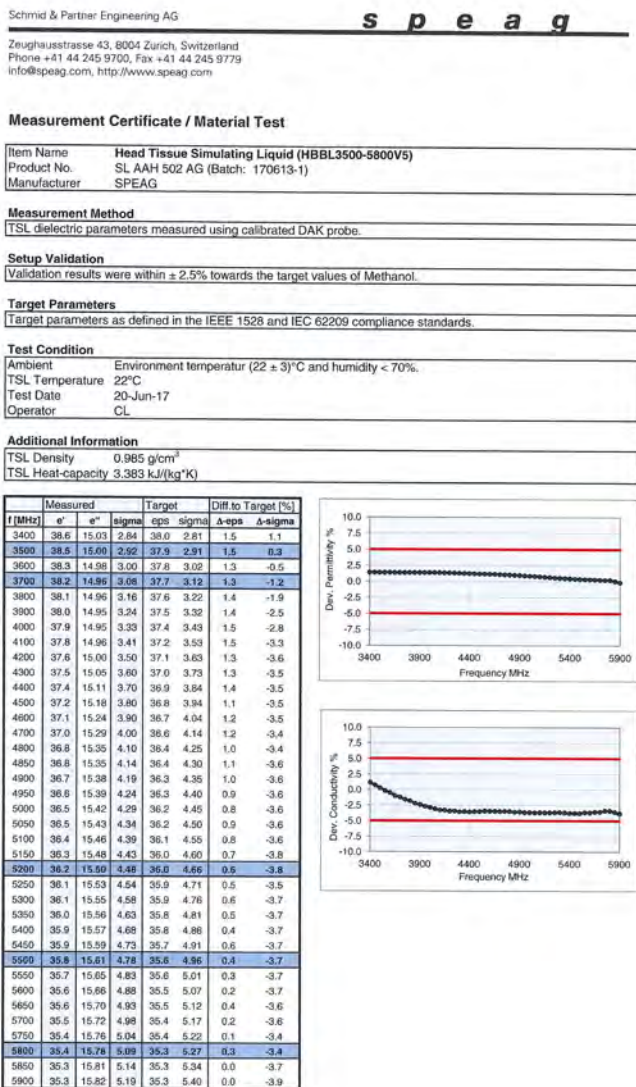 Schmid & Partner Engineering AG
s p e a g
Zeughausstrasse 43, 8004 Zurich, Switzerland
Phone +41 44 245 9700, Fax +41 44 245 9779
info@speag.com, http://www.speag.com
Measurement Certificate / Material Test
Item Name Head Tissue Simulating Liquid (HBBL3500-5800V5)
Product No. SL AAH 502 AG (Batch: 170613-1)
Manufacturer SPEAG
Measurement Method
TSL dielectric parameters measured using calibrated DAK probe.
Setup Validation
Validation results were within ± 2.5% towards the target values of Methanol.
Target Parameters
Target parameters as defined in the IEEE 1528 and IEC 62209 compliance standards.
Test Condition
Ambient Environment temperatur (22 ± 3)°C and humidity < 70%.
TSL Temperature 22°C
Test Date 20-Jun-17
Operator CL
Additional Information
TSL Density 0.985 g/cm³
TSL Heat-capacity 3.383 kJ/(kg*K)
Measured Target Diff.to Target [%]
f [MHz] e' e" sigma eps sigma Δ-eps Δ-sigma
3400 38.6 15.03 2.84 38.0 2.81 1.5 1.1
3500 38.5 15.00 2.92 37.9 2.91 1.5 0.3
3600 38.3 14.98 3.00 37.8 3.02 1.3 -0.5
3700 38.2 14.96 3.08 37.7 3.12 1.3 -1.2
3800 38.1 14.96 3.16 37.6 3.22 1.4 -1.9
3900 38.0 14.95 3.24 37.5 3.32 1.4 -2.5
4000 37.9 14.95 3.33 37.4 3.43 1.5 -2.8
4100 37.8 14.96 3.41 37.2 3.53 1.5 -3.3
4200 37.6 15.00 3.50 37.1 3.63 1.3 -3.6
4300 37.5 15.05 3.60 37.0 3.73 1.3 -3.5
4400 37.4 15.11 3.70 36.9 3.84 1.4 -3.5
4500 37.2 15.18 3.80 36.8 3.94 1.1 -3.5
4600 37.1 15.24 3.90 36.7 4.04 1.2 -3.5
4700 37.0 15.29 4.00 36.6 4.14 1.2 -3.4
4800 36.8 15.35 4.10 36.4 4.25 1.0 -3.4
4850 36.8 15.35 4.14 36.4 4.30 1.1 -3.6
4900 36.7 15.38 4.19 36.3 4.35 1.0 -3.6
4950 36.6 15.39 4.24 36.3 4.40 0.9 -3.6
5000 36.5 15.42 4.29 36.2 4.45 0.8 -3.6
5050 36.5 15.43 4.34 36.2 4.50 0.9 -3.6
5100 36.4 15.46 4.39 36.1 4.55 0.8 -3.6
5150 36.3 15.48 4.43 36.0 4.60 0.7 -3.8
5200 36.2 15.50 4.48 36.0 4.66 0.6 -3.8
5250 36.1 15.53 4.54 35.9 4.71 0.5 -3.5
5300 36.1 15.55 4.58 35.9 4.76 0.6 -3.7
5350 36.0 15.56 4.63 35.8 4.81 0.5 -3.7
5400 35.9 15.57 4.68 35.8 4.86 0.4 -3.7
5450 35.9 15.59 4.73 35.7 4.91 0.6 -3.7
5500 35.8 15.61 4.78 35.6 4.96 0.4 -3.7
5550 35.7 15.65 4.83 35.6 5.01 0.3 -3.7
5600 35.6 15.66 4.88 35.5 5.07 0.2 -3.7
5650 35.6 15.70 4.93 35.5 5.12 0.4 -3.6
5700 35.5 15.72 4.98 35.4 5.17 0.2 -3.6
5750 35.4 15.76 5.04 35.4 5.22 0.1 -3.4
5800 35.4 15.78 5.09 35.3 5.27 0.3 -3.4
5850 35.3 15.81 5.14 35.3 5.34 0.0 -3.7
5900 35.3 15.82 5.19 35.3 5.40 0.0 -3.9
Dev. Permittivity %
10.0
7.5
5.0
2.5
0.0
-2.5
-5.0
-7.5
-10.0
3400 3900 4400 4900 5400 5900
Frequency MHz
Dev. Conductivity %
10.0
7.5
5.0
2.5
0.0
-2.5
-5.0
-7.5
-10.0
3400 3900 4400 4900 5400 5900
Frequency MHz